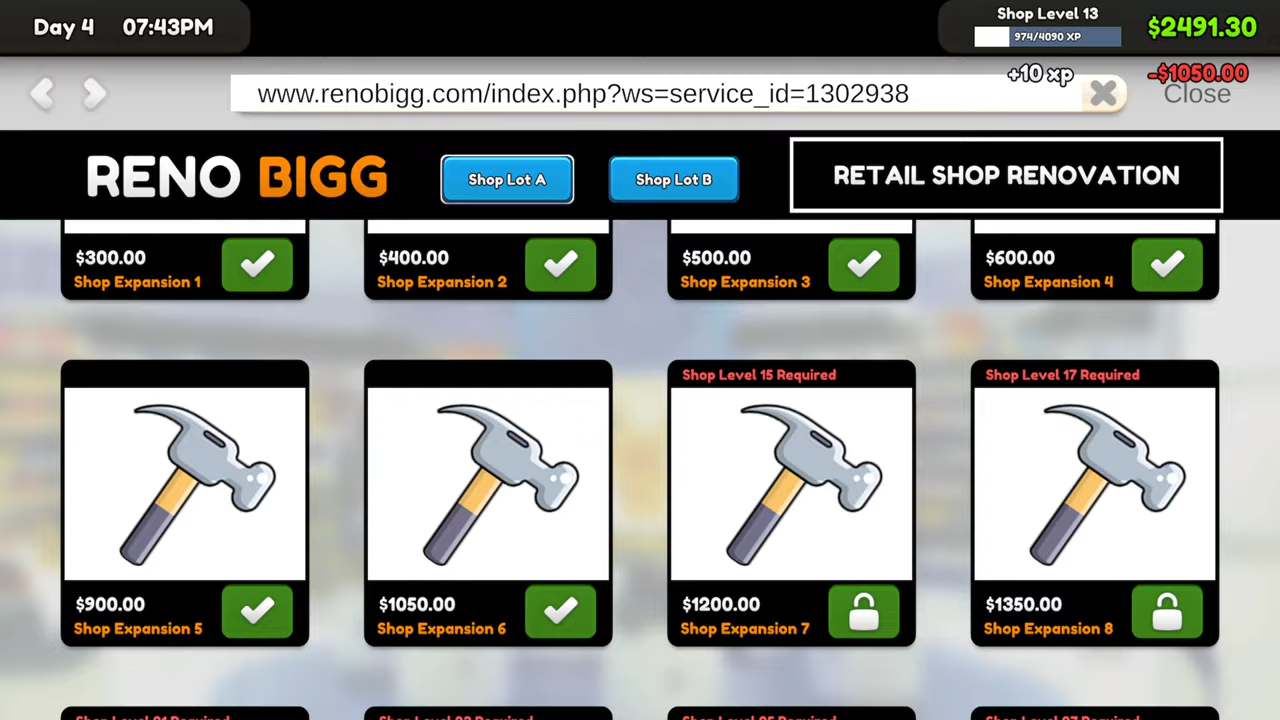 Day 4 07:43PM
Shop Level 13
974/4090 XP
$2491.30
+10 xp
-$1050.00
www.renobigg.com/index.php?ws=service_id=1302938
Close
RENO BIGG
Shop Lot A
Shop Lot B
RETAIL SHOP RENOVATION
$300.00
Shop Expansion 1
$400.00
Shop Expansion 2
$500.00
Shop Expansion 3
$600.00
Shop Expansion 4
$900.00
Shop Expansion 5
$1050.00
Shop Expansion 6
Shop Level 15 Required
$1200.00
Shop Expansion 7
Shop Level 17 Required
$1350.00
Shop Expansion 8